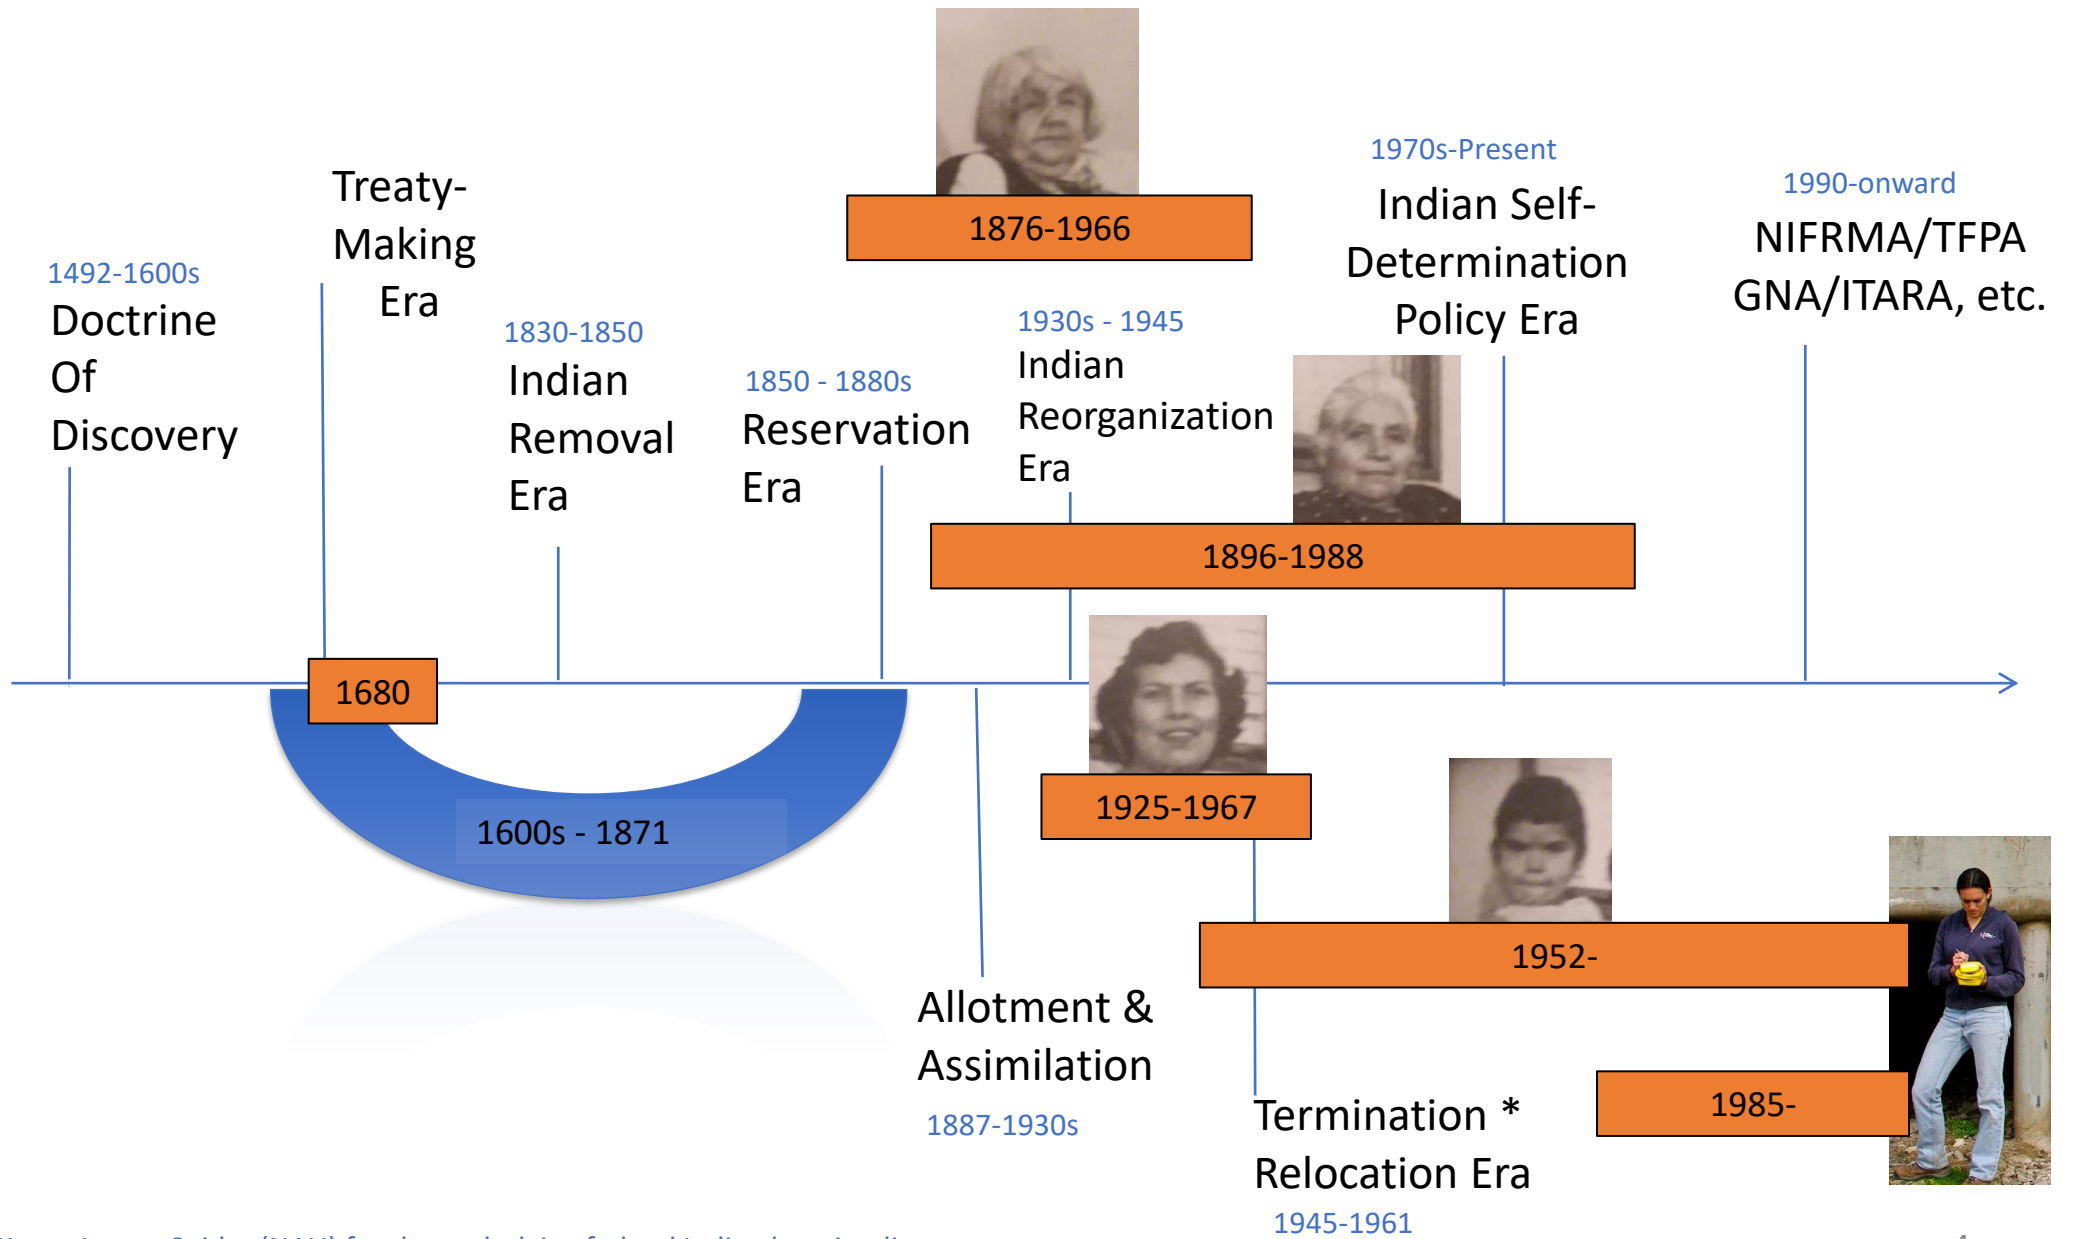 1492-1600s
Doctrine
Of
Discovery
Treaty-
Making
Era
1830-1850
Indian
Removal
Era
1850 - 1880s
Reservation
Era
1876-1966
1930s - 1945
Indian
Reorganization
Era
1970s-Present
Indian Self-
Determination
Policy Era
1990-onward
NIFRMA/TFPA
GNA/ITARA, etc.
1896-1988
1680
1600s - 1871
1925-1967
1952-
Allotment &
Assimilation
1887-1930s
1985-
Termination *
Relocation Era
1945-1961